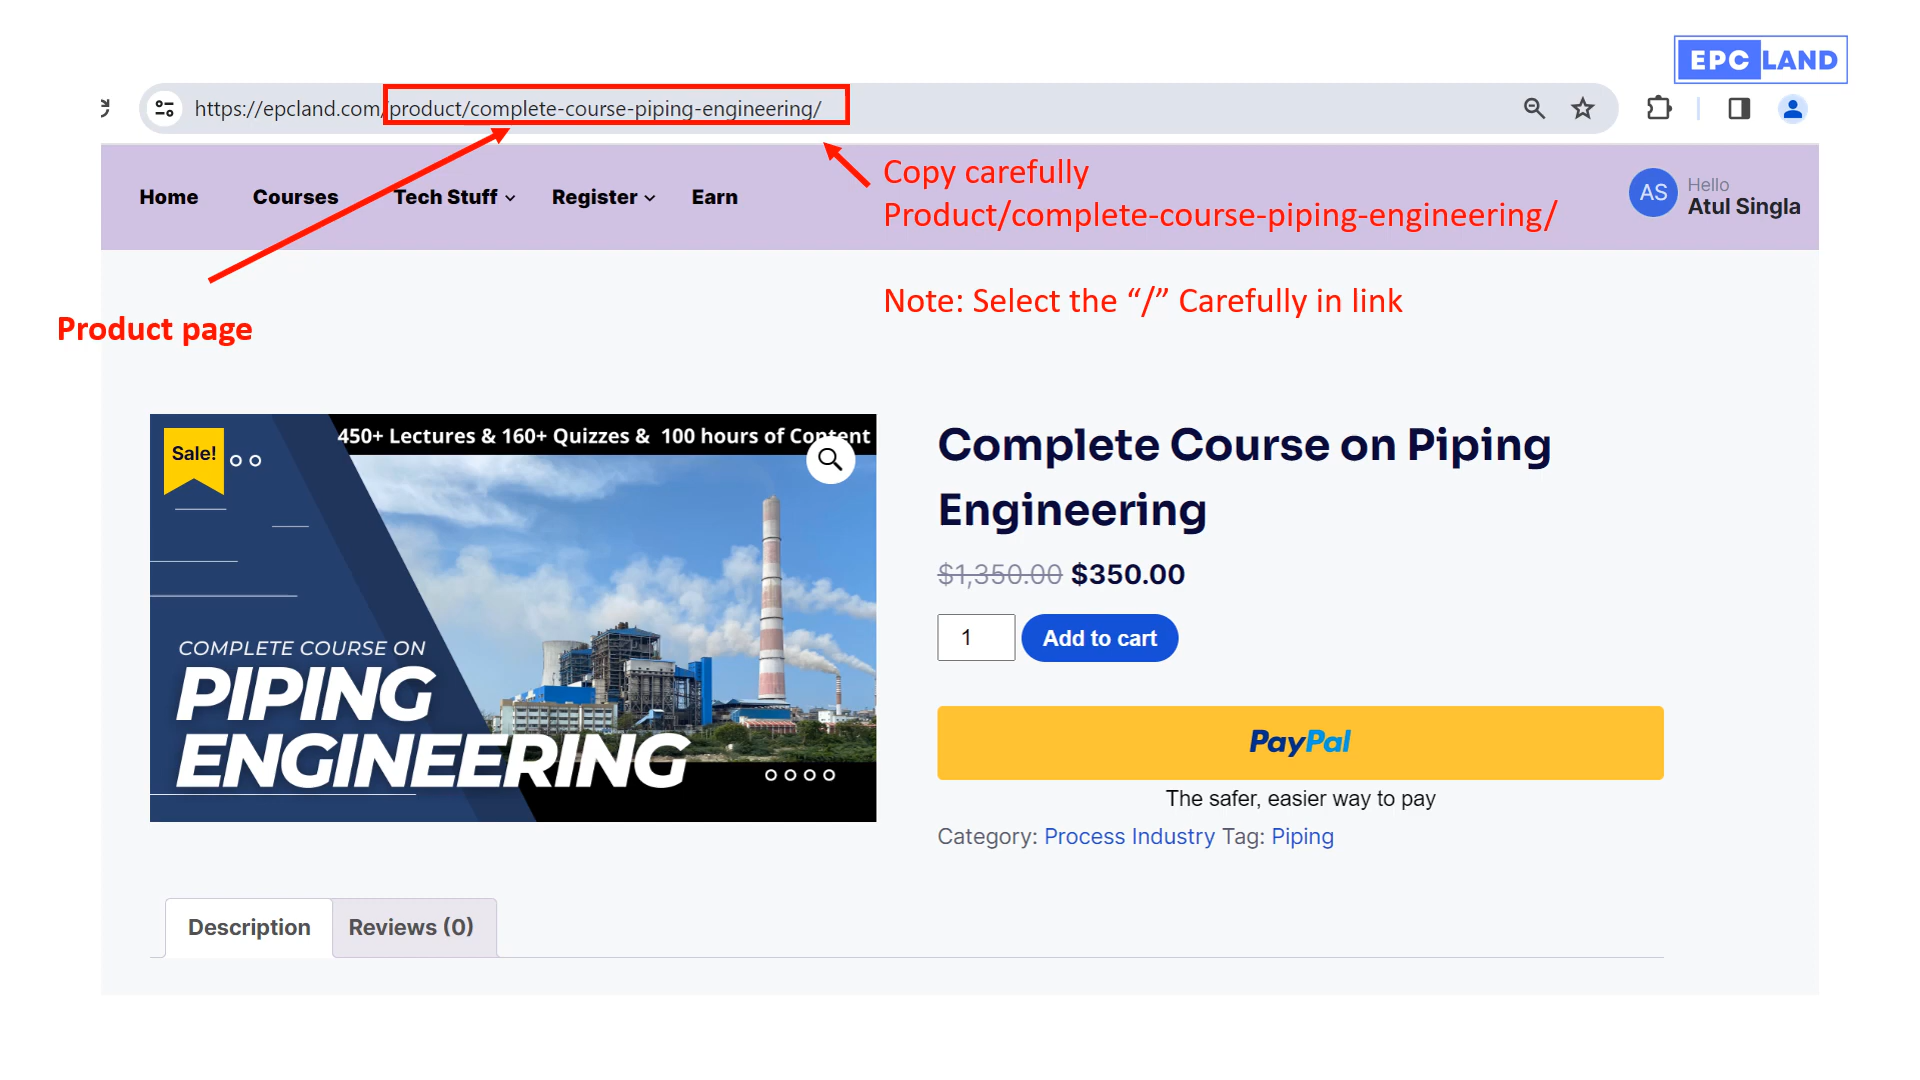 EPC LAND
https://epcland.com/product/complete-course-piping-engineering/
Home Courses Tech Stuff Register Earn
AS Hello
Atul Singla
Copy carefully
Product/complete-course-piping-engineering/
Note: Select the “/” Carefully in link
Product page
450+ Lectures & 160+ Quizzes & 100 hours of Content
Sale!
COMPLETE COURSE ON
PIPING
ENGINEERING
Complete Course on Piping
Engineering
$1,350.00 $350.00
1 Add to cart
PayPal
The safer, easier way to pay
Category: Process Industry Tag: Piping
Description Reviews (0)